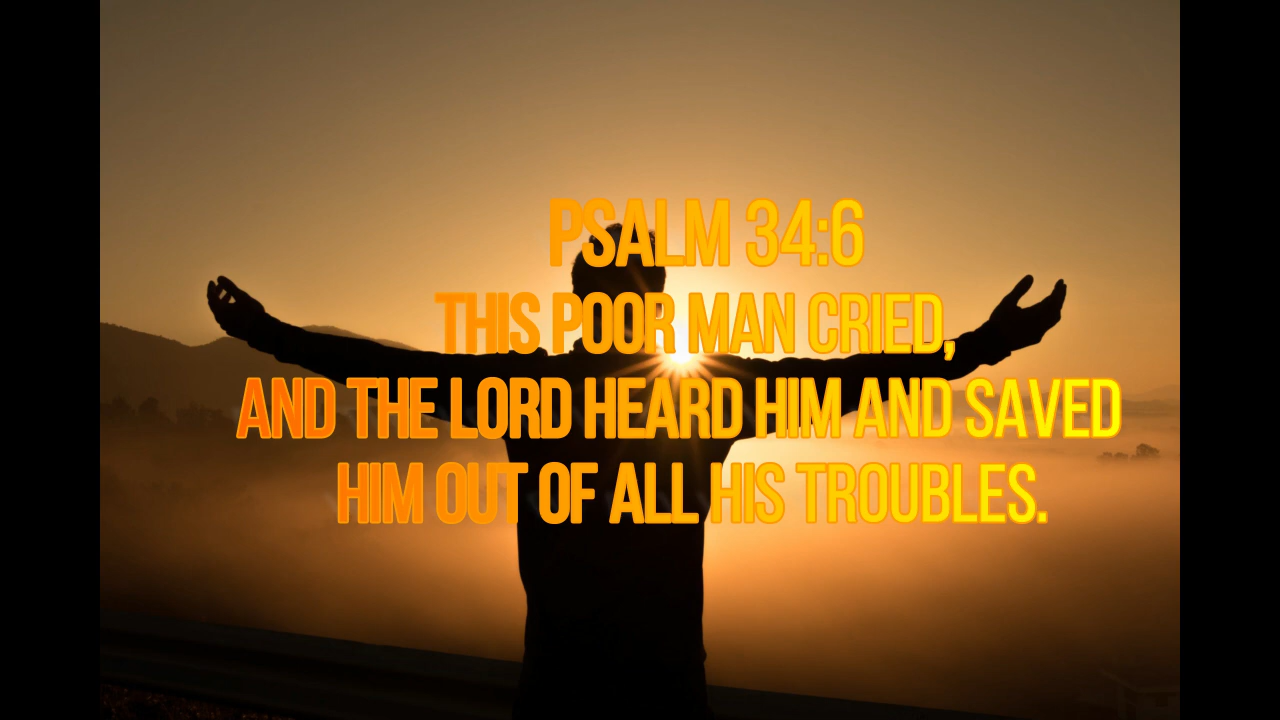 PSALM 34:6
THIS POOR MAN CRIED,
AND THE LORD HEARD HIM AND SAVED
HIM OUT OF ALL HIS TROUBLES.